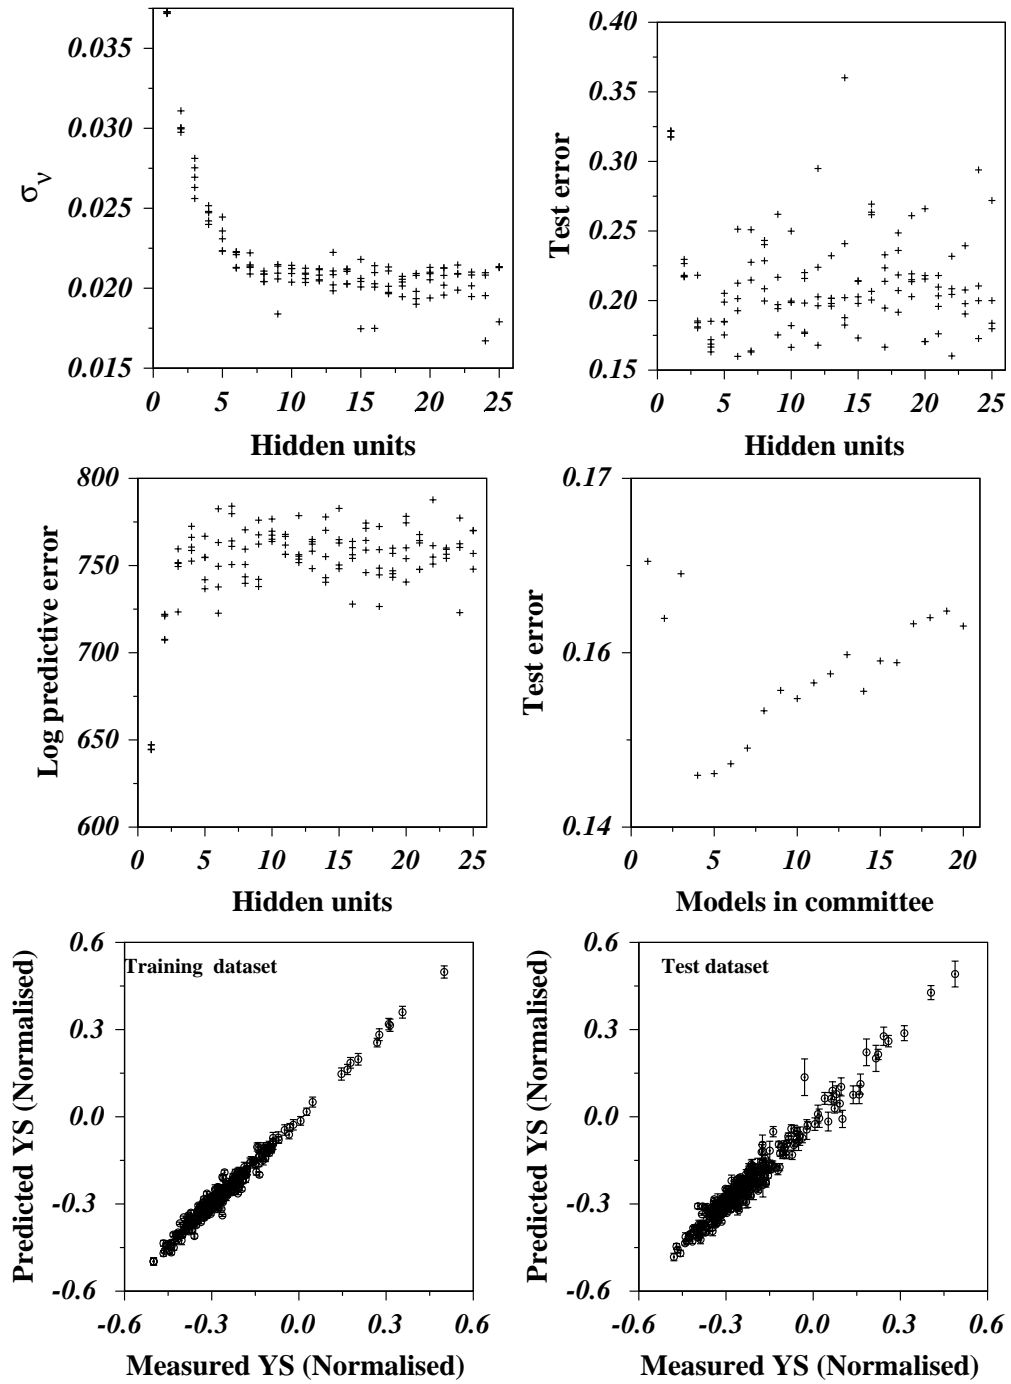 0.035
0.030
0.025
0.020
0.015
σν
0 5 10 15 20 25
Hidden units
0.40
0.35
0.30
0.25
0.20
0.15
Test error
0 5 10 15 20 25
Hidden units
800
750
700
650
600
Log predictive error
0 5 10 15 20 25
Hidden units
0.17
0.16
0.14
Test error
0 5 10 15 20
Models in committee
0.6
0.3
0.0
-0.3
-0.6
Predicted YS (Normalised)
Training dataset
-0.6 -0.3 0.0 0.3 0.6
Measured YS (Normalised)
0.6
0.3
0.0
-0.3
-0.6
Predicted YS (Normalised)
Test dataset
-0.6 -0.3 0.0 0.3 0.6
Measured YS (Normalised)